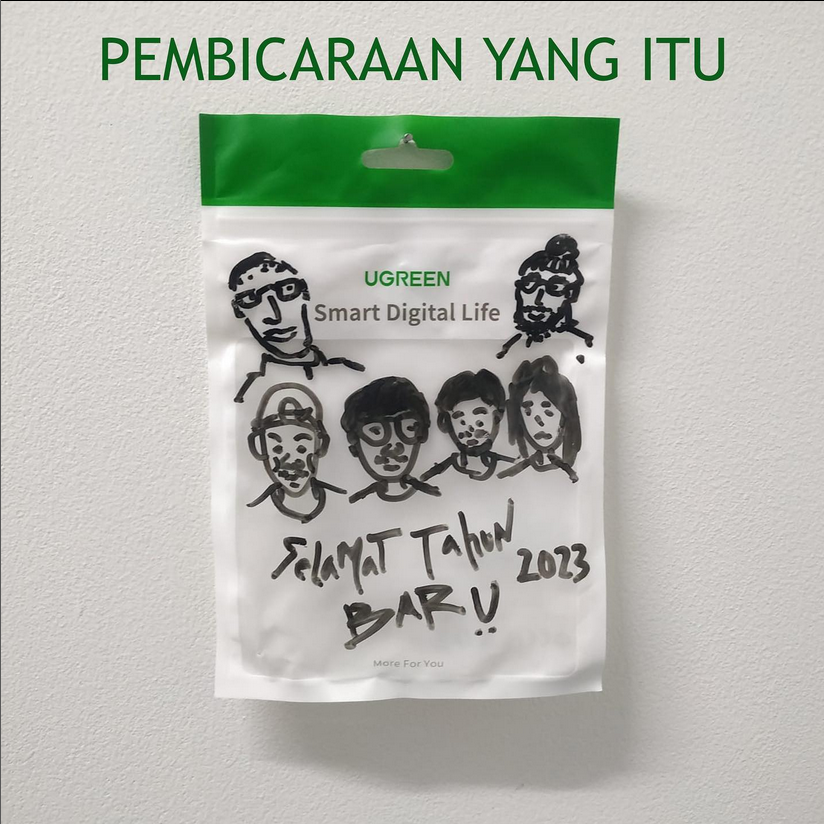 PEMBICARAAN YANG ITU
UGREEN
Smart Digital Life
SelaMaT TahuN 2023
BARU
More For You